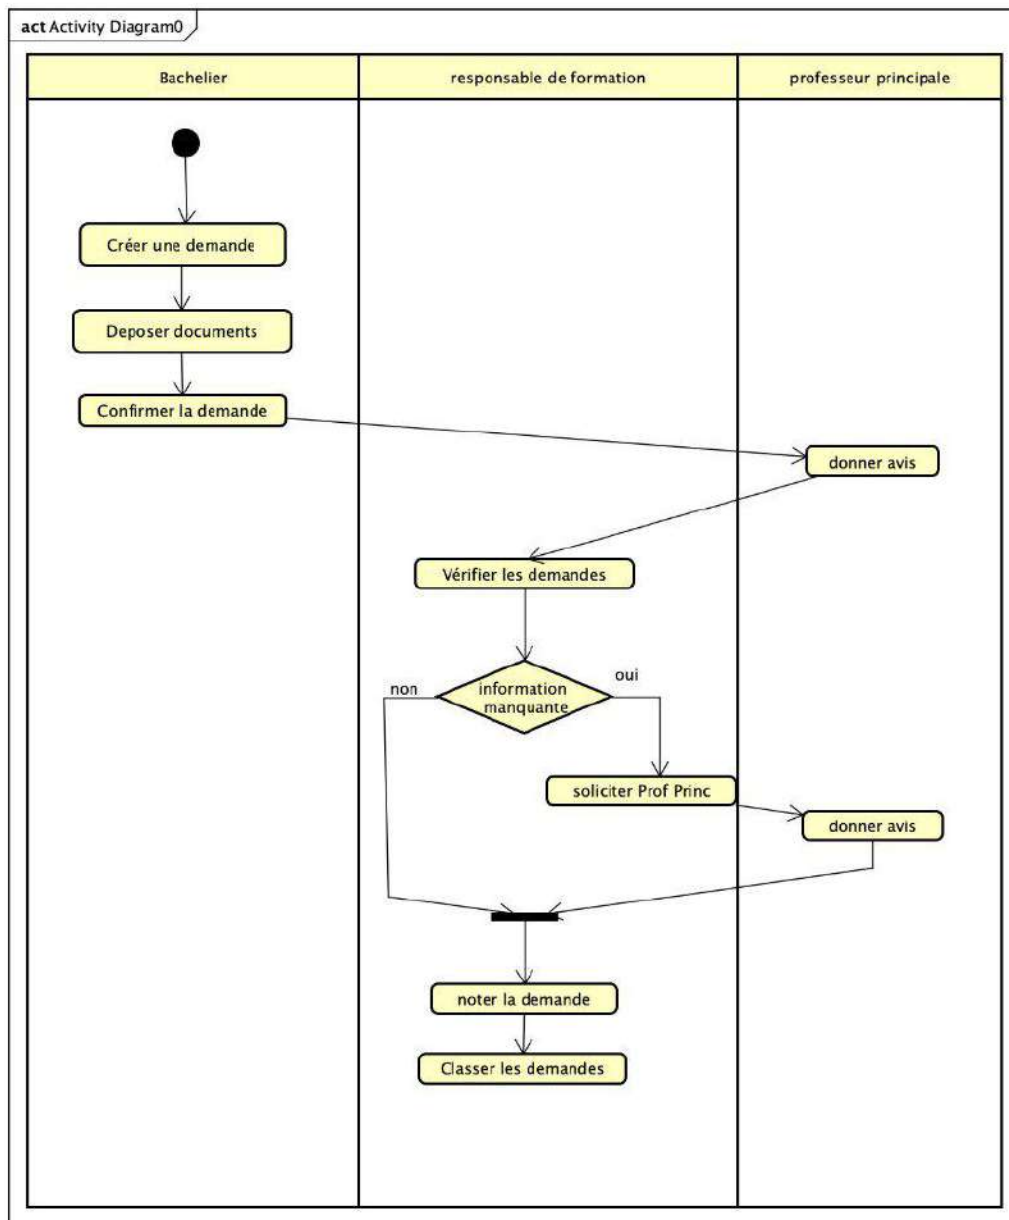 act Activity Diagram0
Bachelier
responsable de formation
professeur principale
Créer une demande
Deposer documents
Confirmer la demande
donner avis
Vérifier les demandes
non
information
manquante
oui
soliciter Prof Princ
donner avis
noter la demande
Classer les demandes